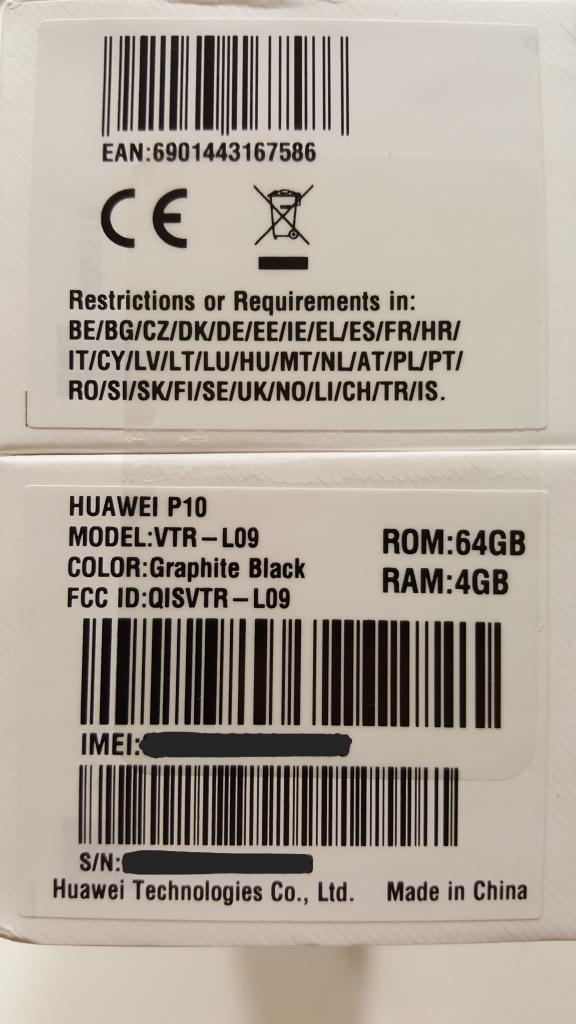 EAN:6901443167586
CE
Restrictions or Requirements in:
BE/BG/CZ/DK/DE/EE/IE/EL/ES/FR/HR/
IT/CY/LV/LT/LU/HU/MT/NL/AT/PL/PT/
RO/SI/SK/FI/SE/UK/NO/LI/CH/TR/IS.
HUAWEI P10
MODEL:VTR-L09
COLOR:Graphite Black
FCC ID:QISVTR-L09
ROM:64GB
RAM:4GB
IMEI:
S/N:
Huawei Technologies Co., Ltd. Made in China